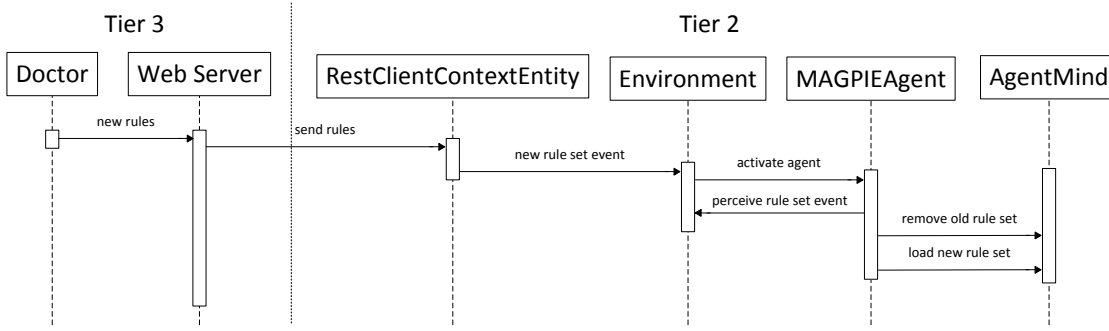 Tier 3
Tier 2
Doctor
Web Server
RestClientContextEntity
Environment
MAGPIEAgent
AgentMind
new rules
send rules
new rule set event
activate agent
perceive rule set event
remove old rule set
load new rule set